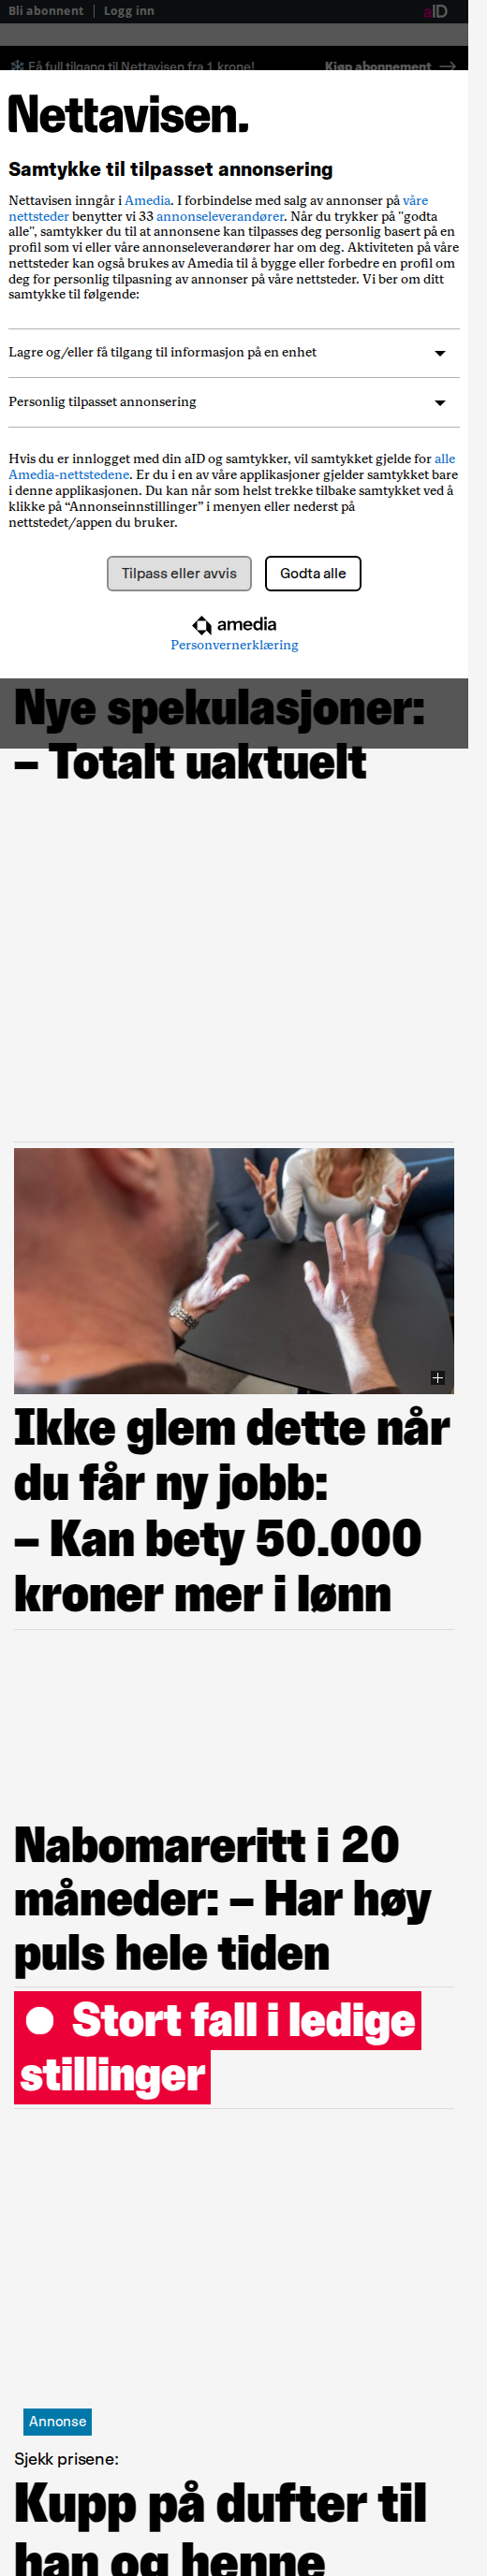 Bli abonnent | Logg inn
aID
Få full tilgang til Nettavisen fra 1 krone!
Kjøp abonnement →
Nettavisen.
Samtykke til tilpasset annonsering
Nettavisen inngår i Amedia. I forbindelse med salg av annonser på våre
nettsteder benytter vi 33 annonseleverandører. Når du trykker på "godta
alle", samtykker du til at annonsene kan tilpasses deg personlig basert på en
profil som vi eller våre annonseleverandører har om deg. Aktiviteten på våre
nettsteder kan også brukes av Amedia til å bygge eller forbedre en profil om
deg for personlig tilpasning av annonser på våre nettsteder. Vi ber om ditt
samtykke til følgende:
Lagre og/eller få tilgang til informasjon på en enhet
Personlig tilpasset annonsering
Hvis du er innlogget med din aID og samtykker, vil samtykket gjelde for alle
Amedia-nettstedene. Er du i en av våre applikasjoner gjelder samtykket bare
i denne applikasjonen. Du kan når som helst trekke tilbake samtykket ved å
klikke på “Annonseinnstillinger” i menyen eller nederst på
nettstedet/appen du bruker.
Tilpass eller avvis
Godta alle
amedia
Personvernerklæring
Nye spekulasjoner:
– Totalt uaktuelt
Ikke glem dette når
du får ny jobb:
– Kan bety 50.000
kroner mer i lønn
Nabomareritt i 20
måneder: – Har høy
puls hele tiden
Stort fall i ledige
stillinger
Annonse
Sjekk prisene:
Kupp på dufter til
han og henne